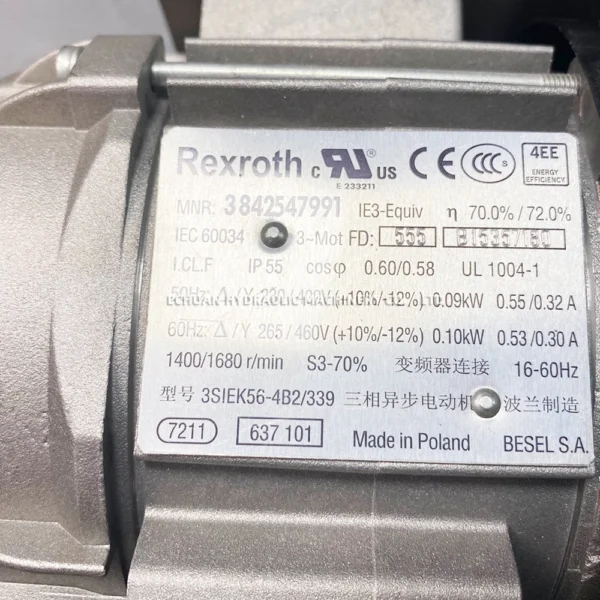 Rexroth c RU ® US CE CCC 4EE
E 233211
ENERGY EFFICIENCY
MNR: 3842547991 IE3-Equiv η 70.0% / 72.0%
IEC 60034 3~Mot FD: 555
I.CL.F IP 55 cosφ 0.60/0.58 UL 1004-1
50Hz: Δ / Y (+10%/-12%) 0.09kW 0.55 /0.32 A
60Hz: Δ / Y 265 / 460V (+10%/-12%) 0.10kW 0.53 /0.30 A
1400/1680 r/min S3-70% 变频器连接 16-60Hz
型号 3SIEK56-4B2/339 三相异步电动机 波兰制造
7211 637 101 Made in Poland BESEL S.A.